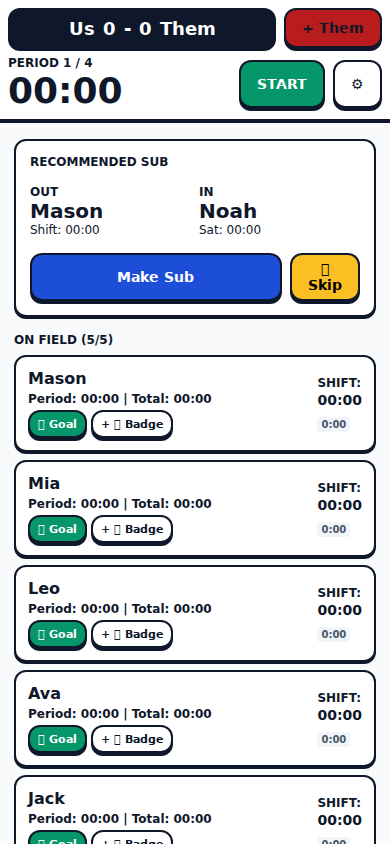 Us 0 - 0 Them
+ Them
PERIOD 1 / 4
00:00
START
RECOMMENDED SUB
OUT
Mason
Shift: 00:00
IN
Noah
Sat: 00:00
Make Sub
Skip
ON FIELD (5/5)
Mason
Period: 00:00 | Total: 00:00
Goal
+ Badge
SHIFT:
00:00
0:00
Mia
Period: 00:00 | Total: 00:00
Goal
+ Badge
SHIFT:
00:00
0:00
Leo
Period: 00:00 | Total: 00:00
Goal
+ Badge
SHIFT:
00:00
0:00
Ava
Period: 00:00 | Total: 00:00
Goal
+ Badge
SHIFT:
00:00
0:00
Jack
Period: 00:00 | Total: 00:00
Goal
+ Badge
SHIFT:
00:00
0:00